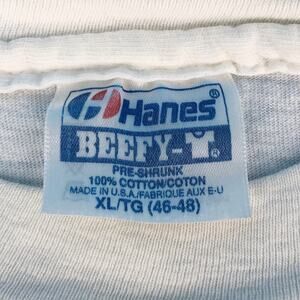 Hanes®
BEEFY-T®
PRE-SHRUNK
100% COTTON/COTON
MADE IN U.S.A./FABRIQUE AUX E-U
XL/TG (46-48)